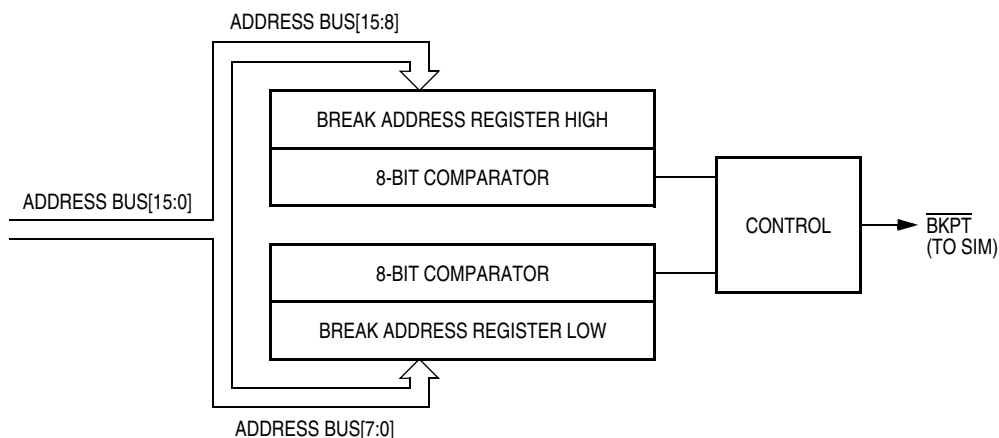 ADDRESS BUS[15:8]
BREAK ADDRESS REGISTER HIGH
8-BIT COMPARATOR
ADDRESS BUS[15:0]
CONTROL
BKPT
(TO SIM)
8-BIT COMPARATOR
BREAK ADDRESS REGISTER LOW
ADDRESS BUS[7:0]